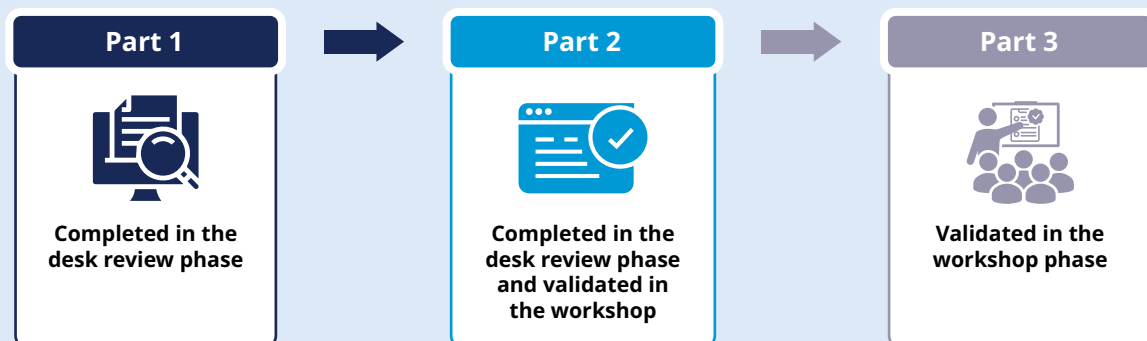 Part 1
Part 2
Part 3
Completed in the
desk review phase
Completed in the
desk review phase
and validated in
the workshop
Validated in the
workshop phase